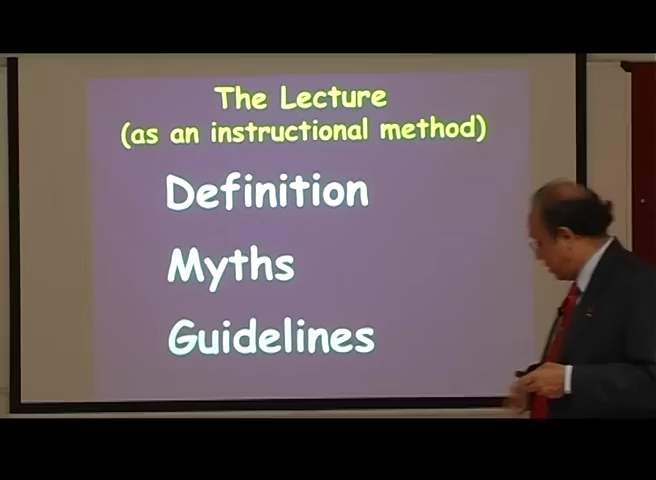 The Lecture
(as an instructional method)
Definition
Myths
Guidelines